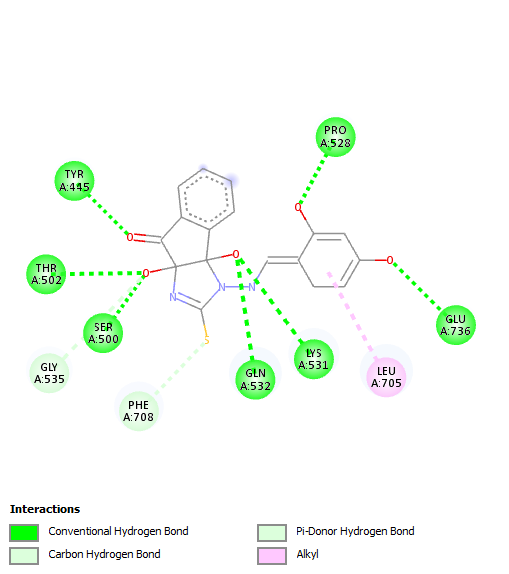 PRO
A:528
TYR
A:445
O
O
O
O
THR
A:502
O
N
N
N
SER
A:500
S
GLU
A:736
LYS
A:531
GLY
A:535
GLN
A:532
LEU
A:705
PHE
A:708
Interactions
Conventional Hydrogen Bond
Carbon Hydrogen Bond
Pi-Donor Hydrogen Bond
Alkyl